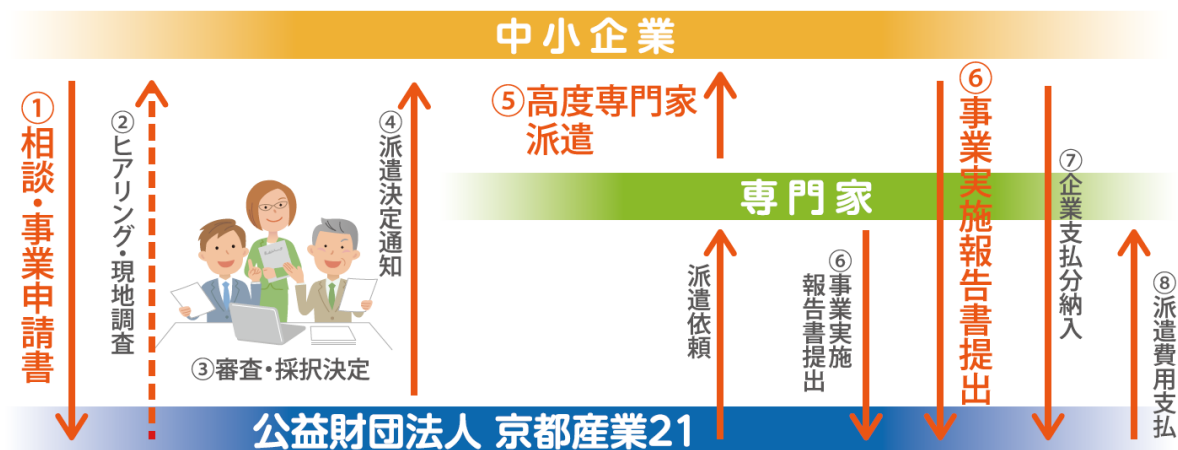 中小企業
①相談・事業申請書
②ヒアリング・現地調査
③審査・採択決定
④派遣決定通知
⑤高度専門家
派遣
専門家
派遣依頼
⑥事業実施
報告書提出
⑥事業実施報告書提出
⑦企業支払分納入
⑧派遣費用支払
公益財団法人 京都産業21